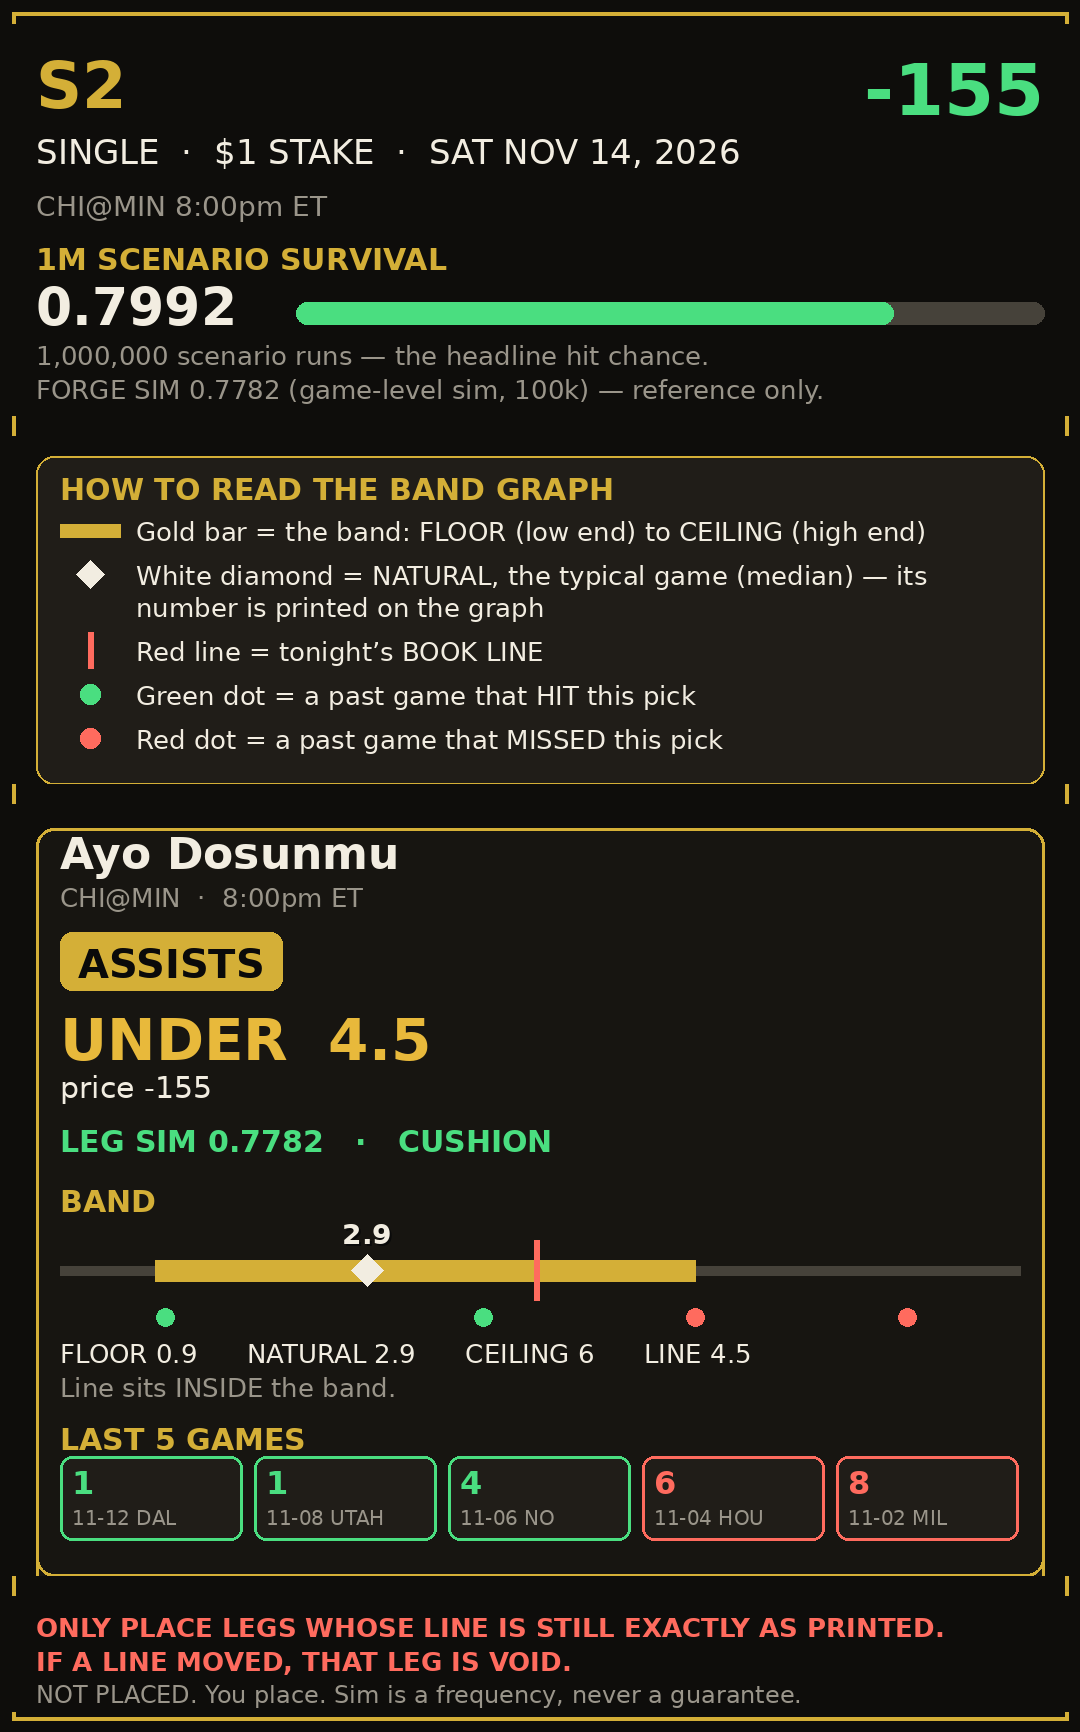 S2
-155
SINGLE · $1 STAKE · SAT NOV 14, 2026
CHI@MIN 8:00pm ET
1M SCENARIO SURVIVAL
0.7992
1,000,000 scenario runs — the headline hit chance.
FORGE SIM 0.7782 (game-level sim, 100k) — reference only.
HOW TO READ THE BAND GRAPH
Gold bar = the band: FLOOR (low end) to CEILING (high end)
White diamond = NATURAL, the typical game (median) — its
number is printed on the graph
Red line = tonight’s BOOK LINE
Green dot = a past game that HIT this pick
Red dot = a past game that MISSED this pick
Ayo Dosunmu
CHI@MIN · 8:00pm ET
ASSISTS
UNDER 4.5
price -155
LEG SIM 0.7782 · CUSHION
BAND
2.9
FLOOR 0.9 NATURAL 2.9 CEILING 6 LINE 4.5
Line sits INSIDE the band.
LAST 5 GAMES
1 1 4 6 8
11-12 DAL 11-08 UTAH 11-06 NO 11-04 HOU 11-02 MIL
ONLY PLACE LEGS WHOSE LINE IS STILL EXACTLY AS PRINTED.
IF A LINE MOVED, THAT LEG IS VOID.
NOT PLACED. You place. Sim is a frequency, never a guarantee.